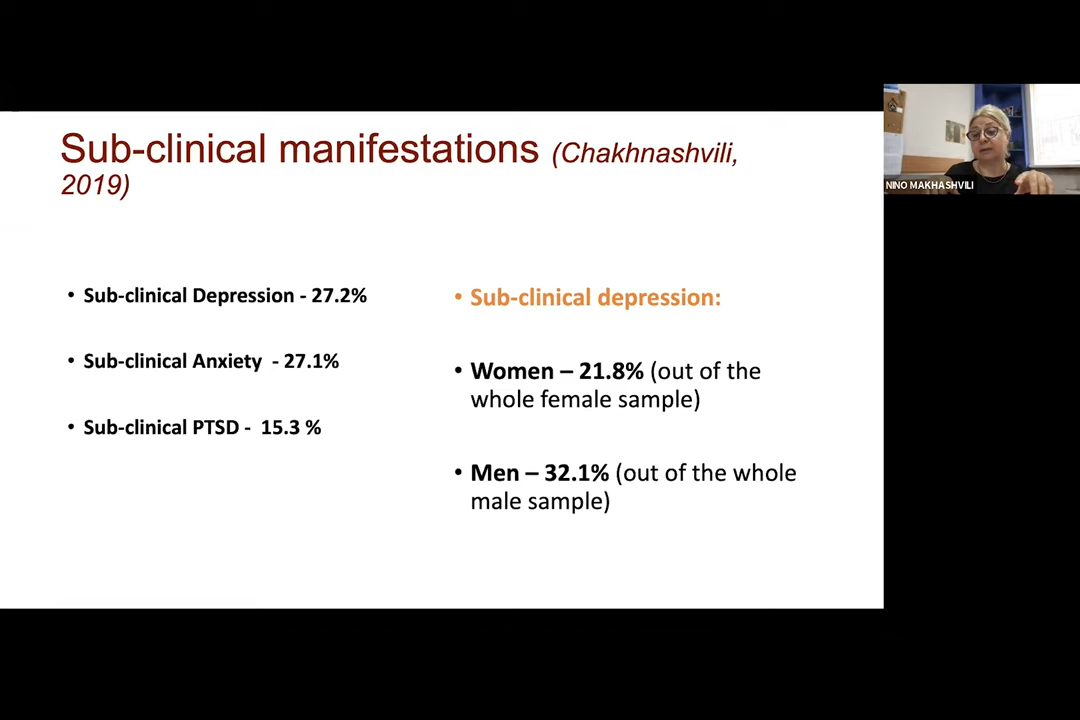 Sub-clinical manifestations (Chakhnashvili,
2019)
• Sub-clinical Depression - 27.2%
• Sub-clinical Anxiety - 27.1%
• Sub-clinical PTSD - 15.3 %
• Sub-clinical depression:
• Women – 21.8% (out of the
whole female sample)
• Men – 32.1% (out of the whole
male sample)
NINO MAKHASHVILI